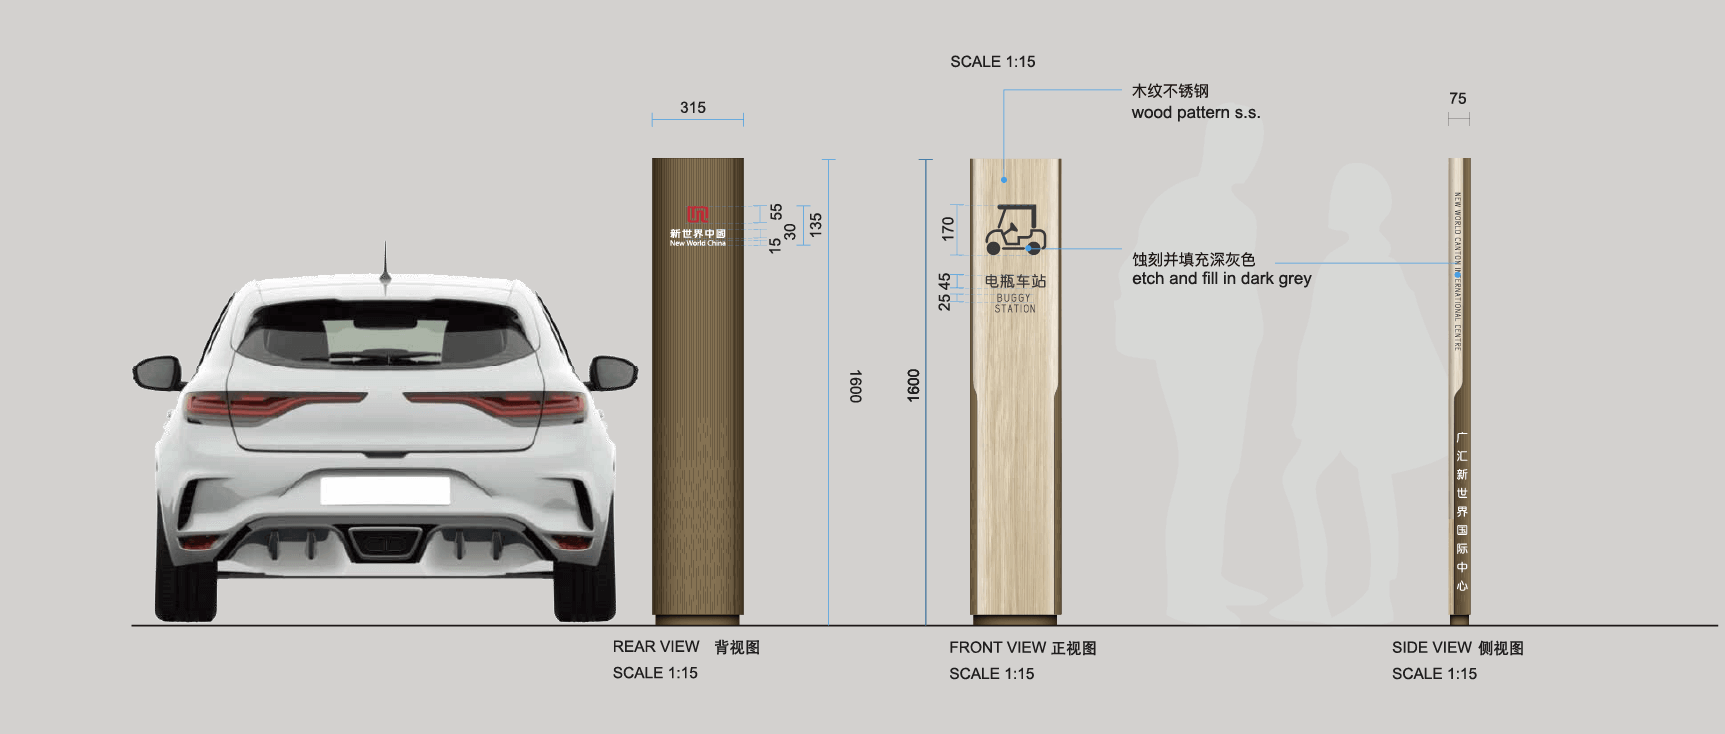 SCALE 1:15
木纹不锈钢
wood pattern s.s.
315
75
新世界中國
New World China
55
30
15
135
1600
1600
170
45
25
电瓶车站
BUGGY
STATION
蚀刻并填充深灰色
etch and fill in dark grey
NEW WORLD CANTON INTERNATIONAL CENTRE
广汇新世界国际中心
REAR VIEW 背视图
SCALE 1:15
FRONT VIEW 正视图
SCALE 1:15
SIDE VIEW 侧视图
SCALE 1:15